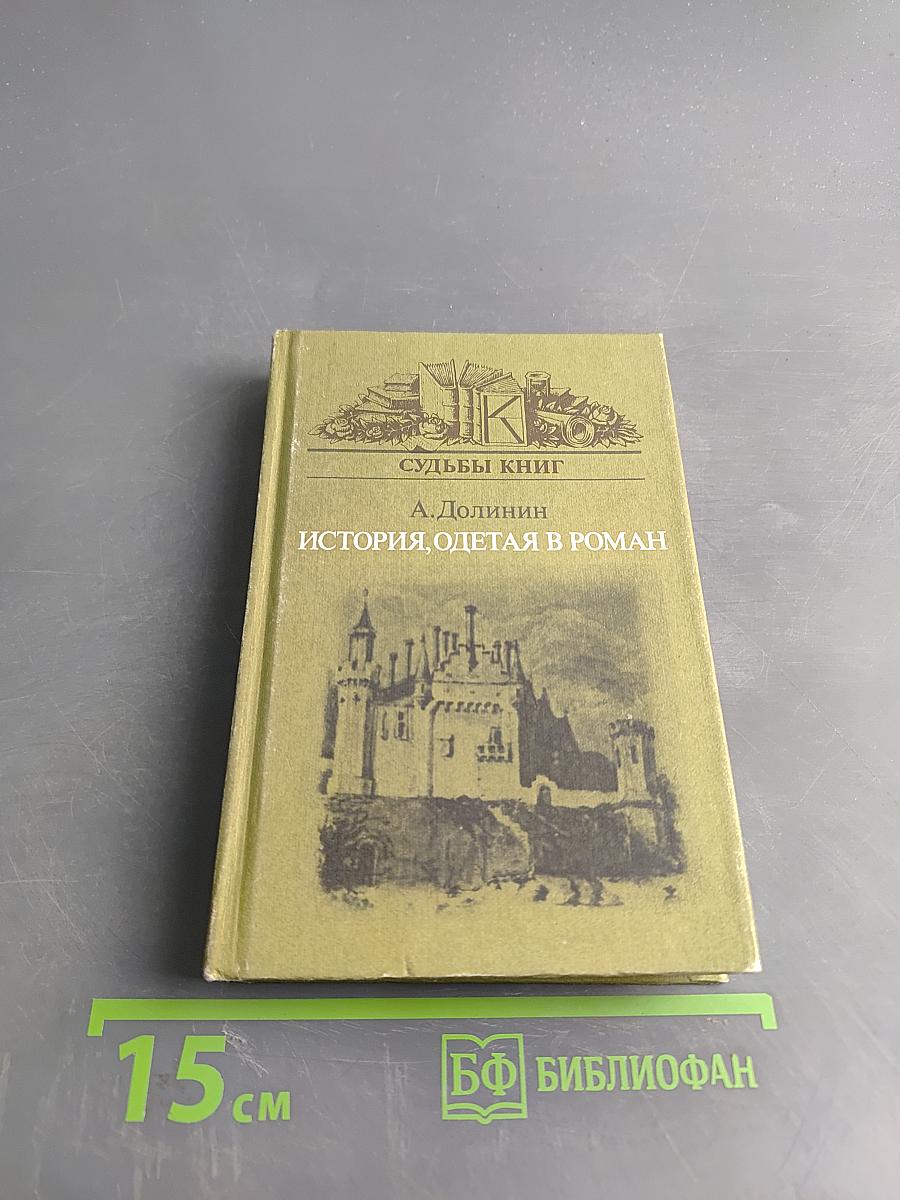 К
СУДЬБЫ КНИГ
А. Долинин
ИСТОРИЯ, ОДЕТАЯ В РОМАН
15 см
БФ БИБЛИОФАН